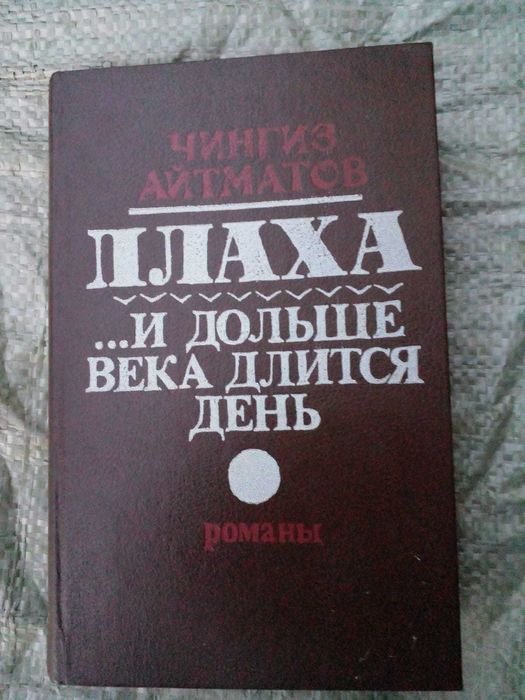 ЧИНГИЗ
АЙТМАТОВ
ПЛАХА
...И ДОЛЬШЕ
ВЕКА ДЛИТСЯ
ДЕНЬ
романы